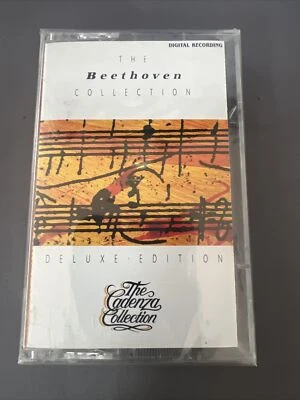 DIGITAL RECORDING
THE
Beethoven
COLLECTION
DELUXE · EDITION
The
Cadenza
Collection